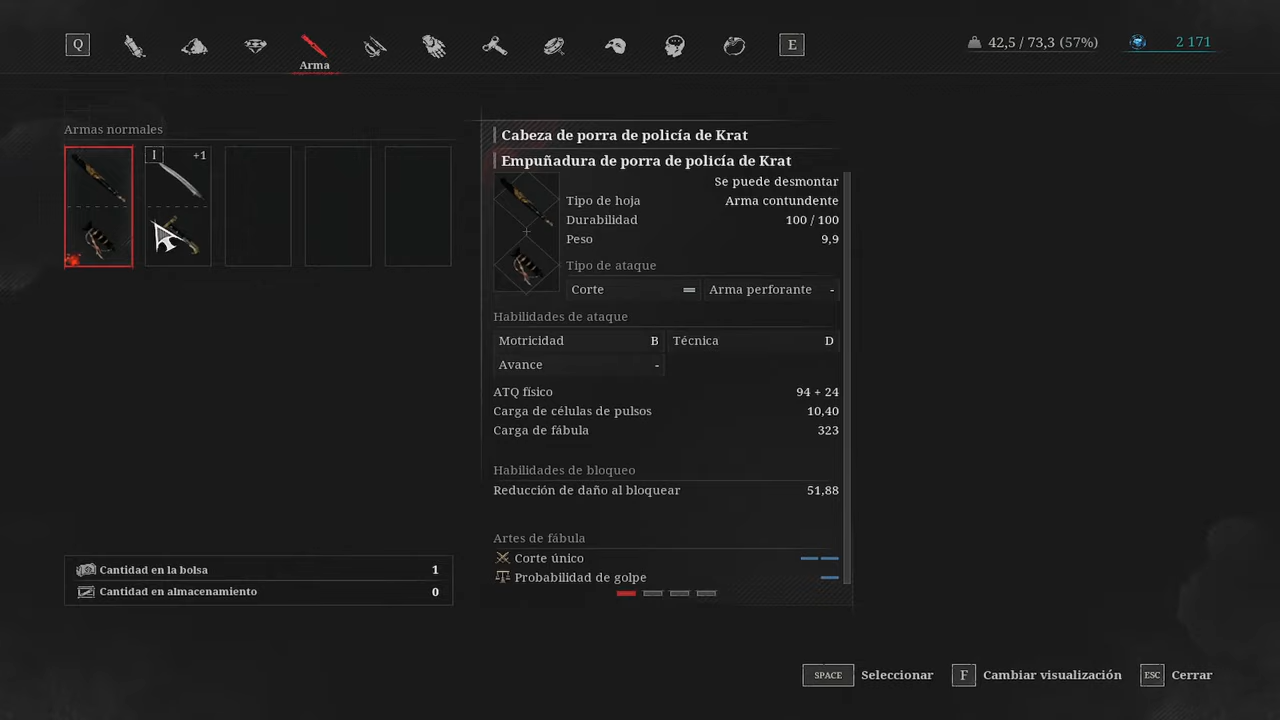 Q
Arma
E
42,5 / 73,3 (57%)
2 171
Armas normales
I
+1
Cabeza de porra de policía de Krat
Empuñadura de porra de policía de Krat
Se puede desmontar
Tipo de hoja Arma contundente
Durabilidad 100 / 100
Peso 9,9
Tipo de ataque
Corte Arma perforante -
Habilidades de ataque
Motricidad B Técnica D
Avance -
ATQ físico 94 + 24
Carga de células de pulsos 10,40
Carga de fábula 323
Habilidades de bloqueo
Reducción de daño al bloquear 51,88
Artes de fábula
Corte único
Probabilidad de golpe
Cantidad en la bolsa 1
Cantidad en almacenamiento 0
SPACE Seleccionar F Cambiar visualización ESC Cerrar